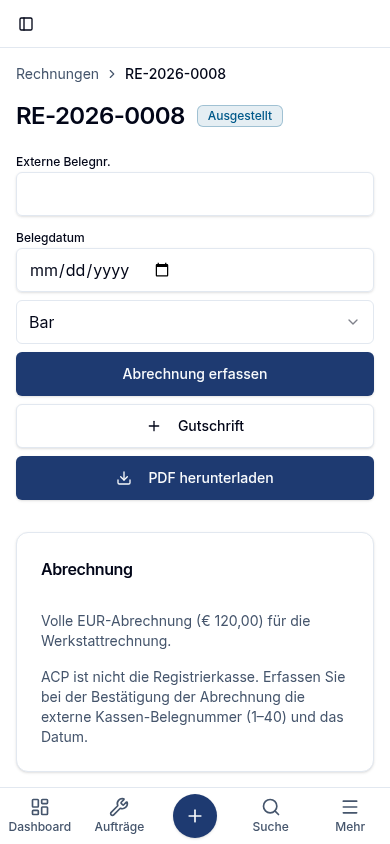 Rechnungen > RE-2026-0008
RE-2026-0008 Ausgestellt
Externe Belegnr.
Belegdatum
mm/dd/yyyy
Bar
Abrechnung erfassen
+ Gutschrift
PDF herunterladen
Abrechnung
Volle EUR-Abrechnung (€ 120,00) für die
Werkstattrechnung.
ACP ist nicht die Registrierkasse. Erfassen Sie
bei der Bestätigung der Abrechnung die
externe Kassen-Belegnummer (1–40) und das
Datum.
Dashboard Aufträge + Suche Mehr